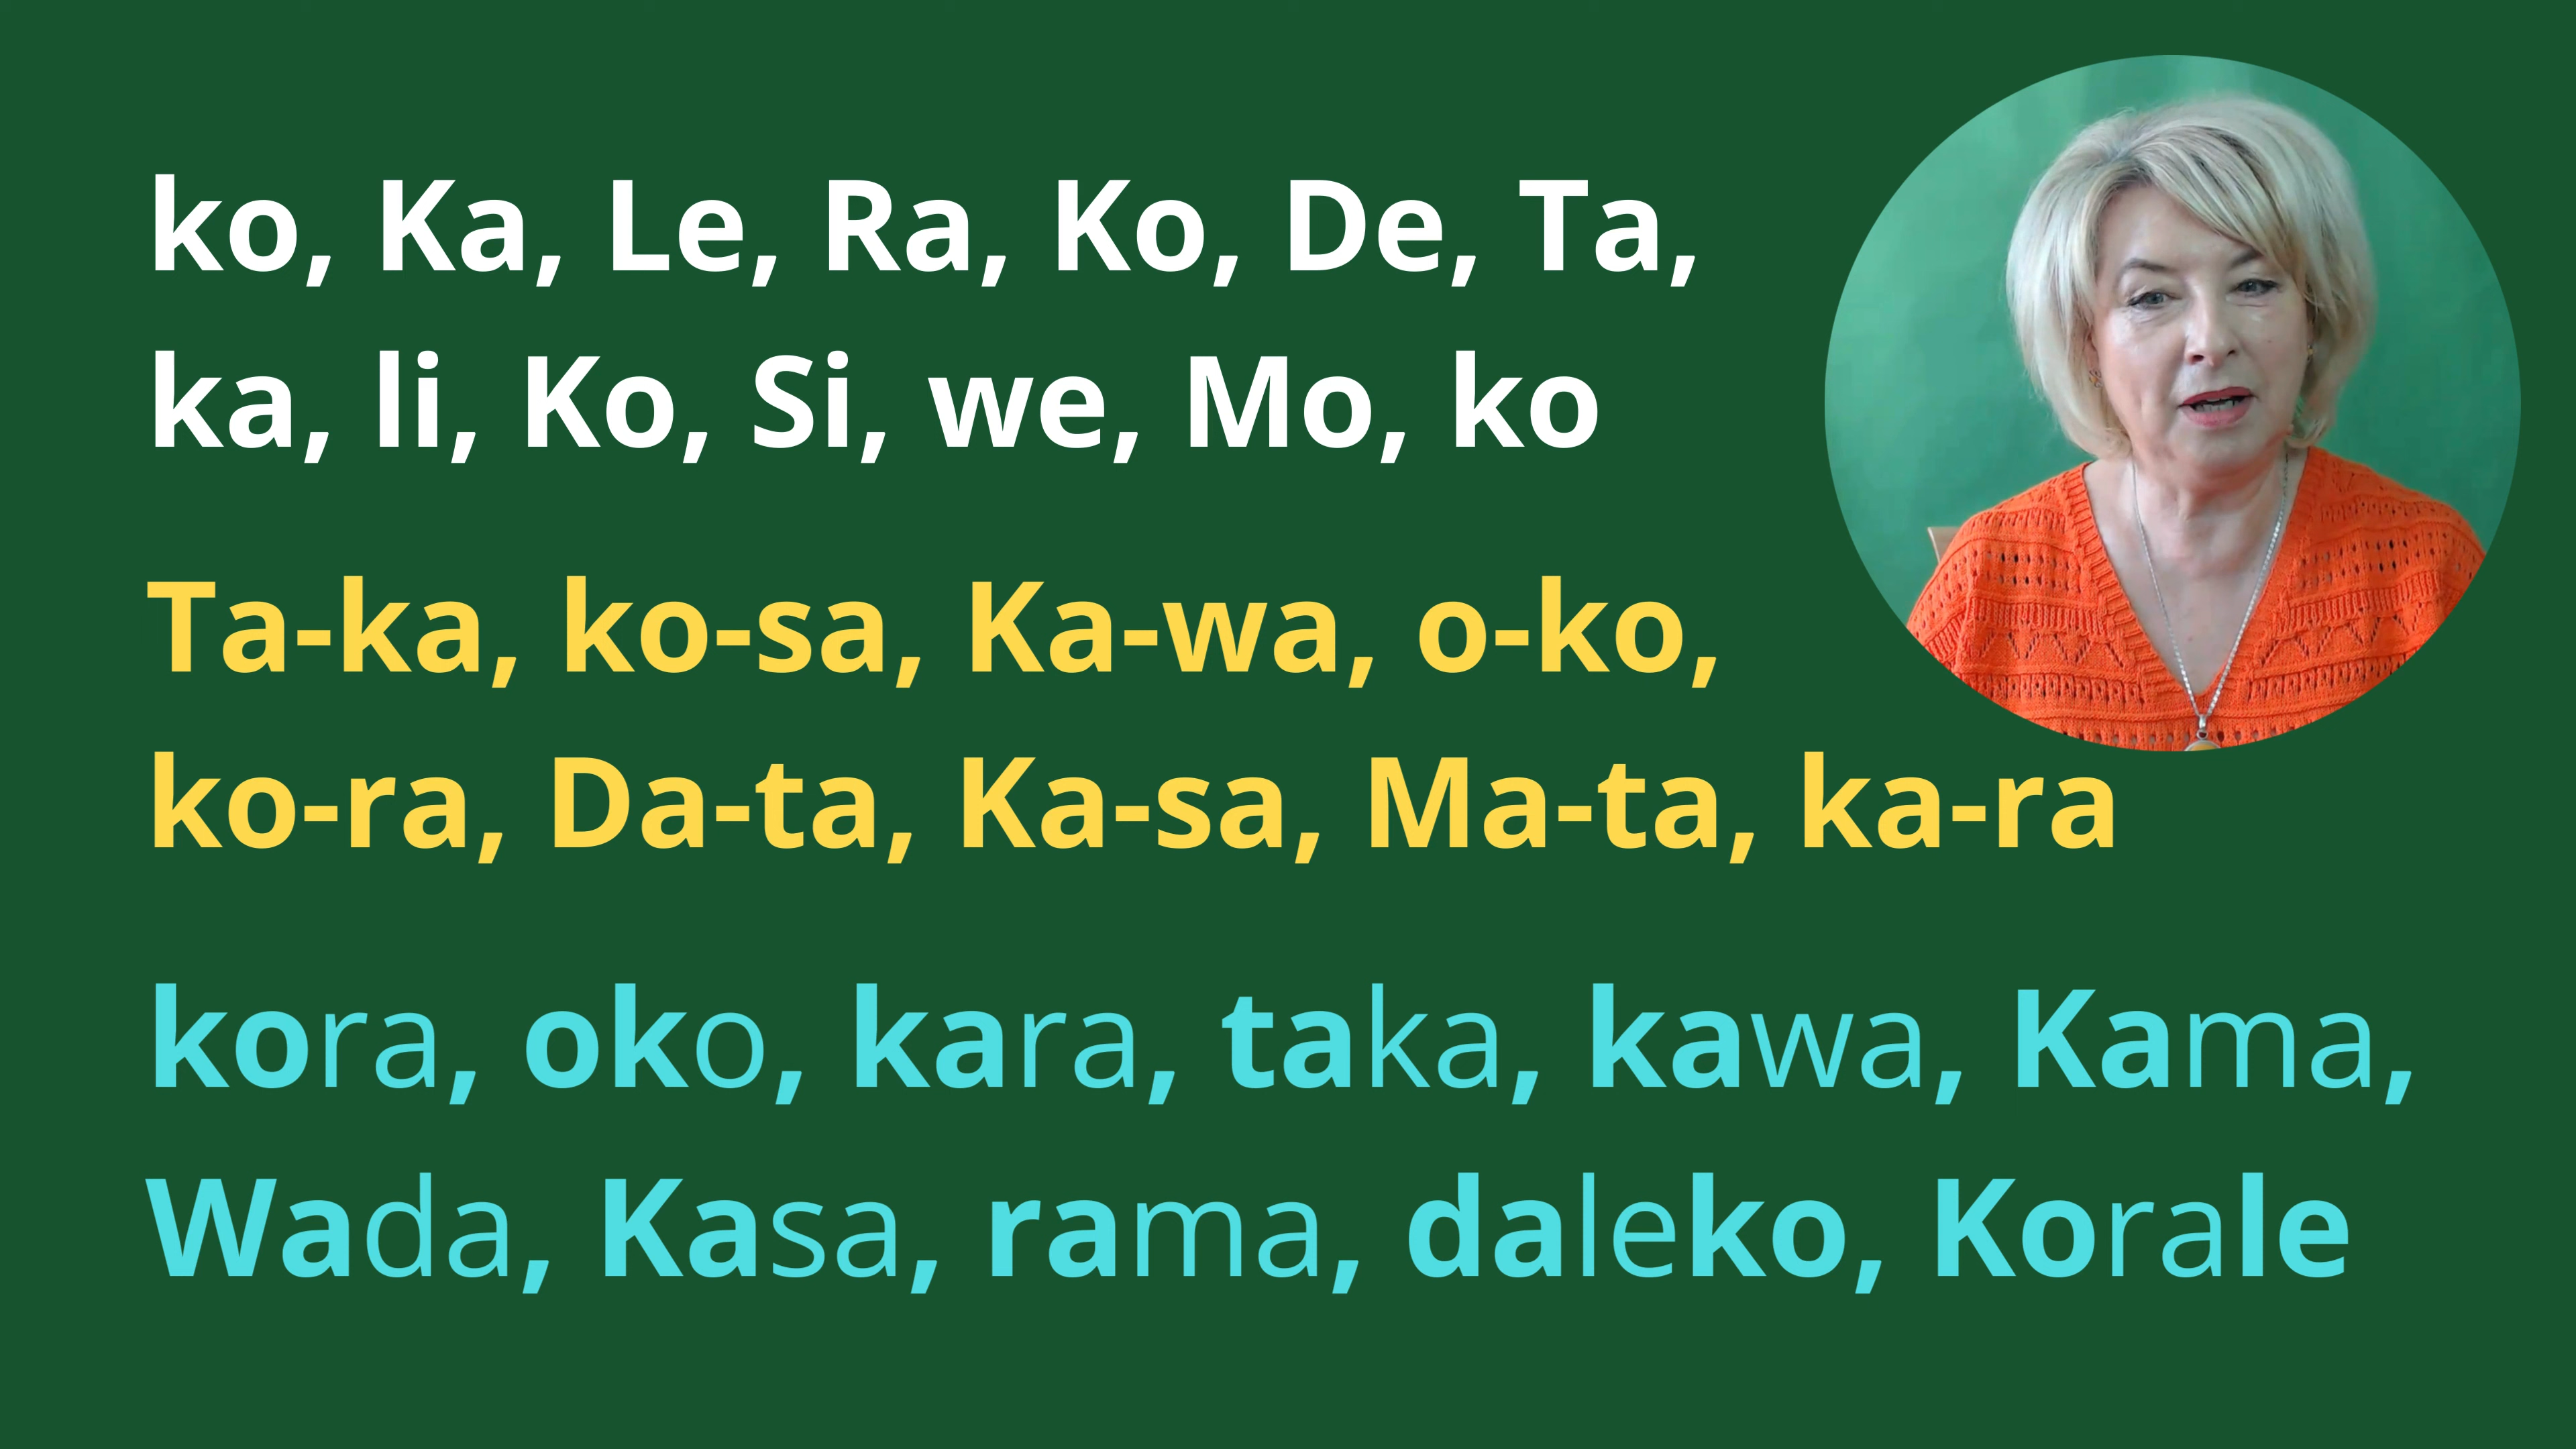 ko, Ka, Le, Ra, Ko, De, Ta,
ka, li, Ko, Si, we, Mo, ko
Ta-ka, ko-sa, Ka-wa, o-ko,
ko-ra, Da-ta, Ka-sa, Ma-ta, ka-ra
kora, oko, kara, taka, kawa, Kama,
Wada, Kasa, rama, daleko, Korale